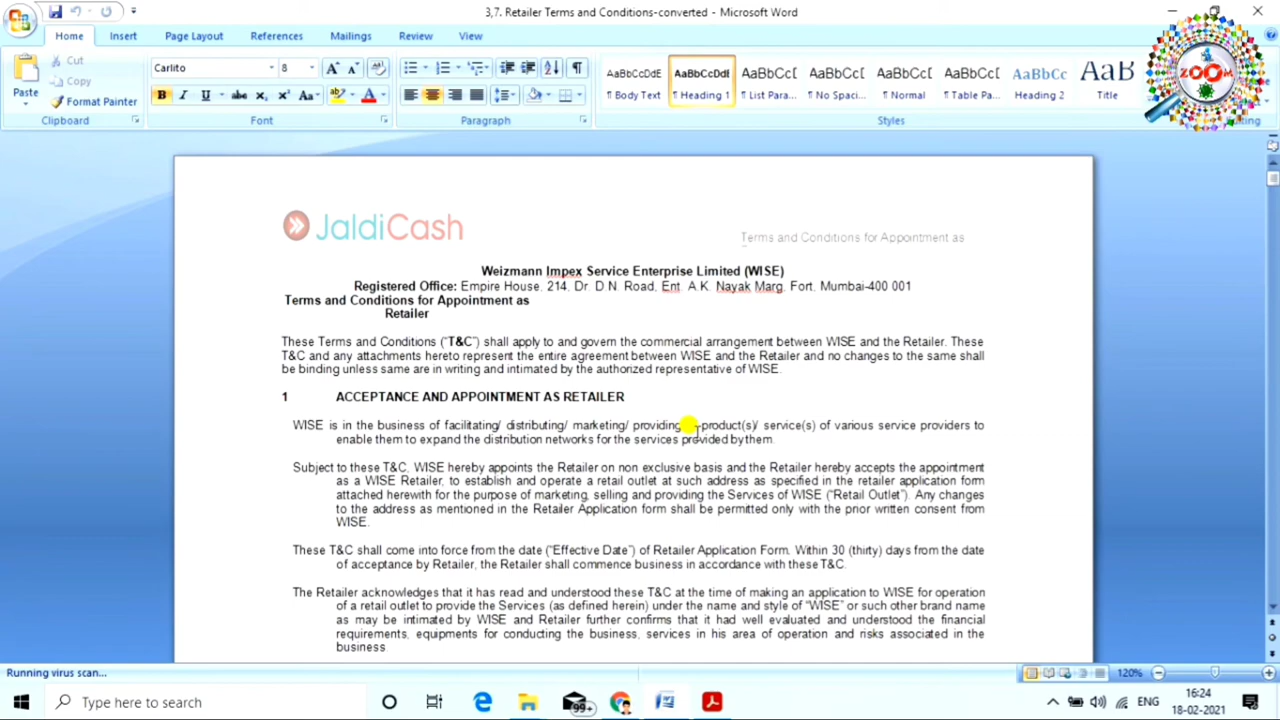 3,7. Retailer Terms and Conditions-converted - Microsoft Word
Home Insert Page Layout References Mailings Review View
Paste
Cut
Copy
Format Painter
Clipboard
Carlito 8
Font
Paragraph
AaBbCcDdE AaBbCcDdI AaBbC(D AaBbC(D AaBbC(D AaBbC(D AaBbCc AaB
¶ Body Text ¶ Heading 1 ¶ List Para... ¶ No Spaci... ¶ Normal ¶ Table Pa... Heading 2 Title
Styles
ZOOM
JaldiCash
Terms and Conditions for Appointment as
Weizmann Impex Service Enterprise Limited (WISE)
Registered Office: Empire House, 214, Dr. D.N. Road, Ent. A.K. Nayak Marg, Fort, Mumbai-400 001
Terms and Conditions for Appointment as
Retailer
These Terms and Conditions (“T&C”) shall apply to and govern the commercial arrangement between WISE and the Retailer. These
T&C and any attachments hereto represent the entire agreement between WISE and the Retailer and no changes to the same shall
be binding unless same are in writing and intimated by the authorized representative of WISE.
1 ACCEPTANCE AND APPOINTMENT AS RETAILER
WISE is in the business of facilitating/ distributing/ marketing/ providing product(s)/ service(s) of various service providers to
enable them to expand the distribution networks for the services provided by them.
Subject to these T&C, WISE hereby appoints the Retailer on non exclusive basis and the Retailer hereby accepts the appointment
as a WISE Retailer, to establish and operate a retail outlet at such address as specified in the retailer application form
attached herewith for the purpose of marketing, selling and providing the Services of WISE (“Retail Outlet”). Any changes
to the address as mentioned in the Retailer Application form shall be permitted only with the prior written consent from
WISE.
These T&C shall come into force from the date (“Effective Date”) of Retailer Application Form. Within 30 (thirty) days from the date
of acceptance by Retailer, the Retailer shall commence business in accordance with these T&C.
The Retailer acknowledges that it has read and understood these T&C at the time of making an application to WISE for operation
of a retail outlet to provide the Services (as defined herein) under the name and style of “WISE” or such other brand name
as may be intimated by WISE and Retailer further confirms that it had well evaluated and understood the financial
requirements, equipments for conducting the business, services in his area of operation and risks associated in the
business.
Running virus scan...
120%
Type here to search
99+
ENG
16:24
18-02-2021